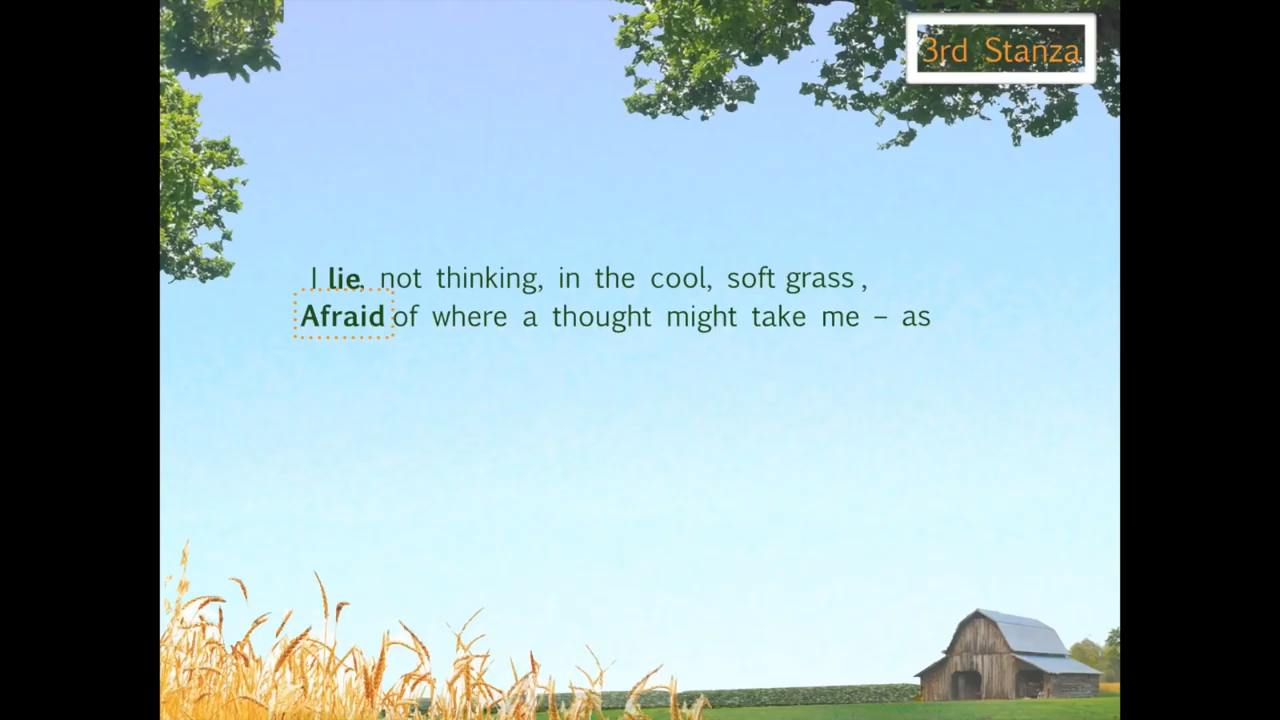 3rd Stanza
I lie, not thinking, in the cool, soft grass,
Afraid of where a thought might take me – as